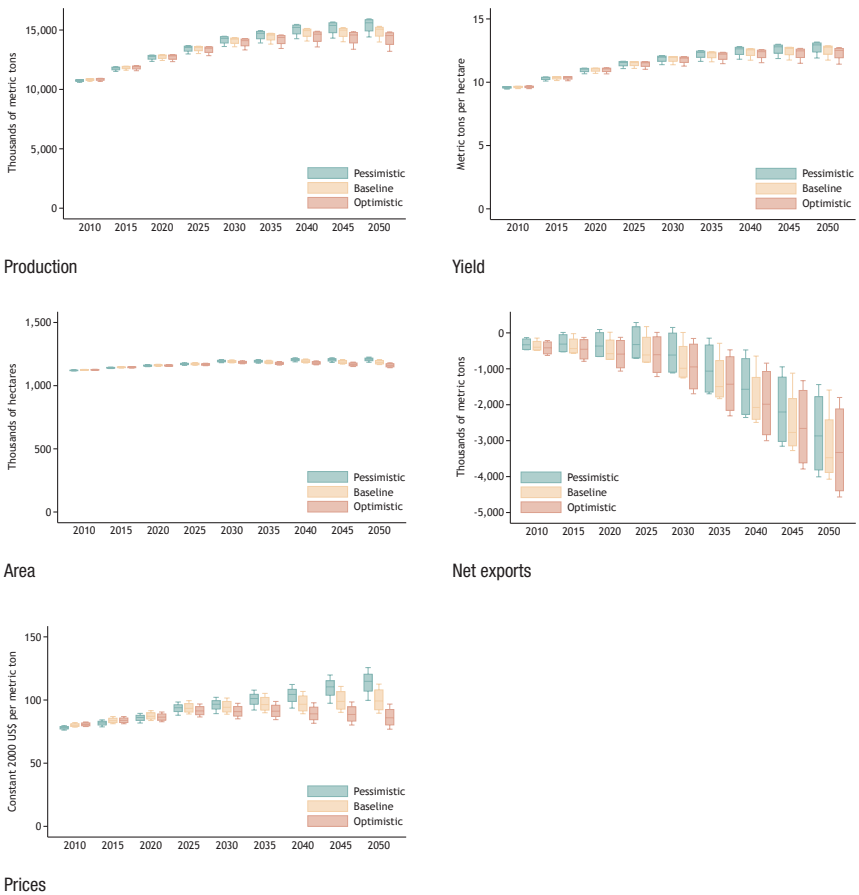 Thousands of metric tons
15,000
10,000
5,000
0
Pessimistic
Baseline
Optimistic
2010 2015 2020 2025 2030 2035 2040 2045 2050
Production
Metric tons per hectare
15
10
5
0
Pessimistic
Baseline
Optimistic
2010 2015 2020 2025 2030 2035 2040 2045 2050
Yield
Thousands of hectares
1,500
1,000
500
0
Pessimistic
Baseline
Optimistic
2010 2015 2020 2025 2030 2035 2040 2045 2050
Area
Thousands of metric tons
0
-1,000
-2,000
-3,000
-4,000
-5,000
Pessimistic
Baseline
Optimistic
2010 2015 2020 2025 2030 2035 2040 2045 2050
Net exports
Constant 2000 US$ per metric ton
150
100
50
0
Pessimistic
Baseline
Optimistic
2010 2015 2020 2025 2030 2035 2040 2045 2050
Prices